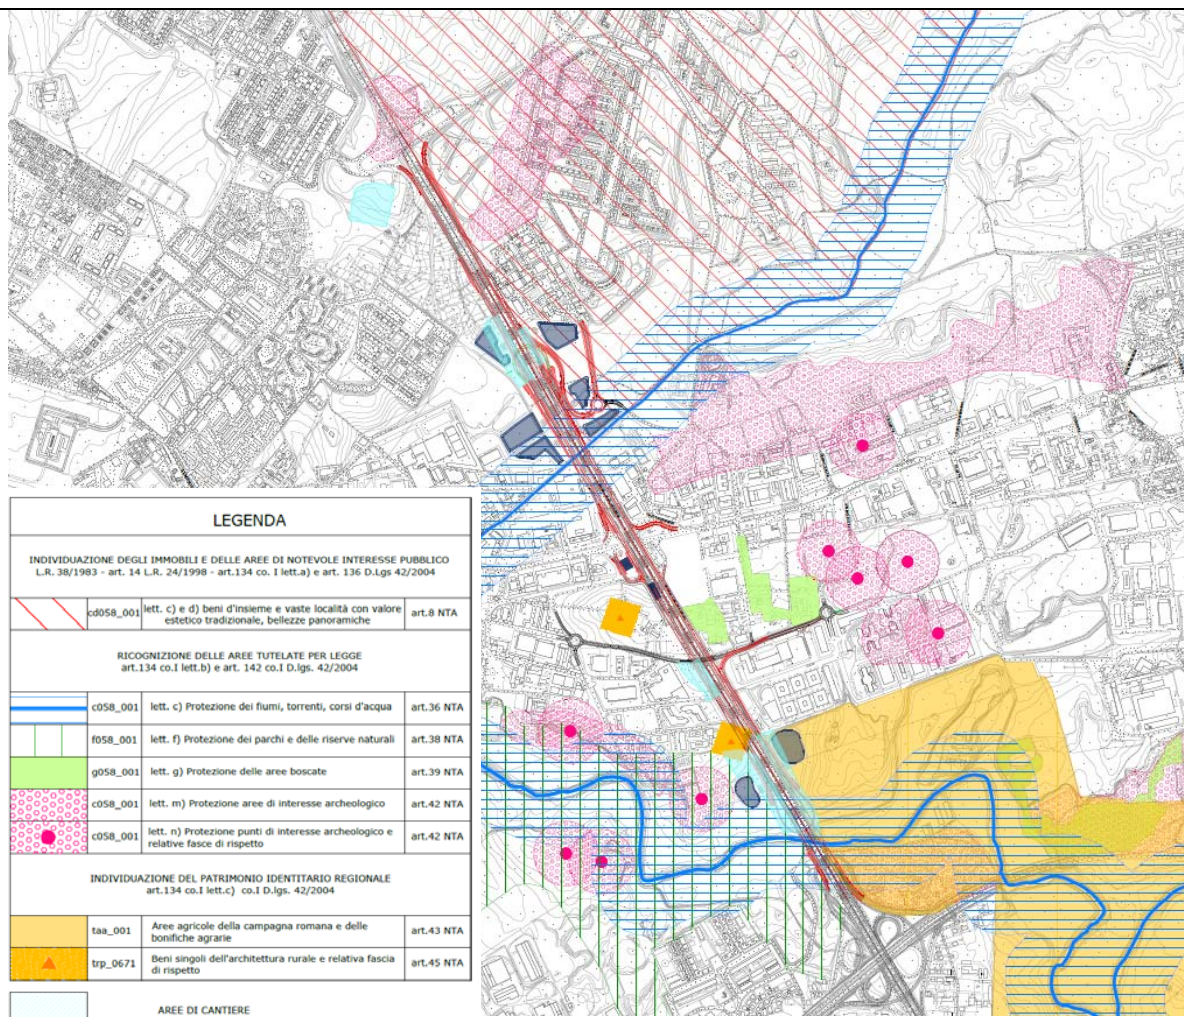 LEGENDA
INDIVIDUAZIONE DEGLI IMMOBILI E DELLE AREE DI NOTEVOLE INTERESSE PUBBLICO
L.R. 38/1983 - art. 14 L.R. 24/1998 - art.134 co. I lett.a) e art. 136 D.Lgs 42/2004
cd058_001 lett. c) e d) beni d'insieme e vaste località con valore art.8 NTA
estetico tradizionale, bellezze panoramiche
RICOGNIZIONE DELLE AREE TUTELATE PER LEGGE
art.134 co.I lett.b) e art. 142 co.I D.lgs. 42/2004
c058_001 lett. c) Protezione dei fiumi, torrenti, corsi d'acqua art.36 NTA
f058_001 lett. f) Protezione dei parchi e delle riserve naturali art.38 NTA
g058_001 lett. g) Protezione delle aree boscate art.39 NTA
c058_001 lett. m) Protezione aree di interesse archeologico art.42 NTA
c058_001 lett. n) Protezione punti di interesse archeologico e art.42 NTA
relative fasce di rispetto
INDIVIDUAZIONE DEL PATRIMONIO IDENTITARIO REGIONALE
art.134 co.I lett.c) co.I D.lgs. 42/2004
taa_001 Aree agricole della campagna romana e delle art.43 NTA
bonifiche agrarie
trp_0671 Beni singoli dell'architettura rurale e relativa fascia art.45 NTA
di rispetto
AREE DI CANTIERE